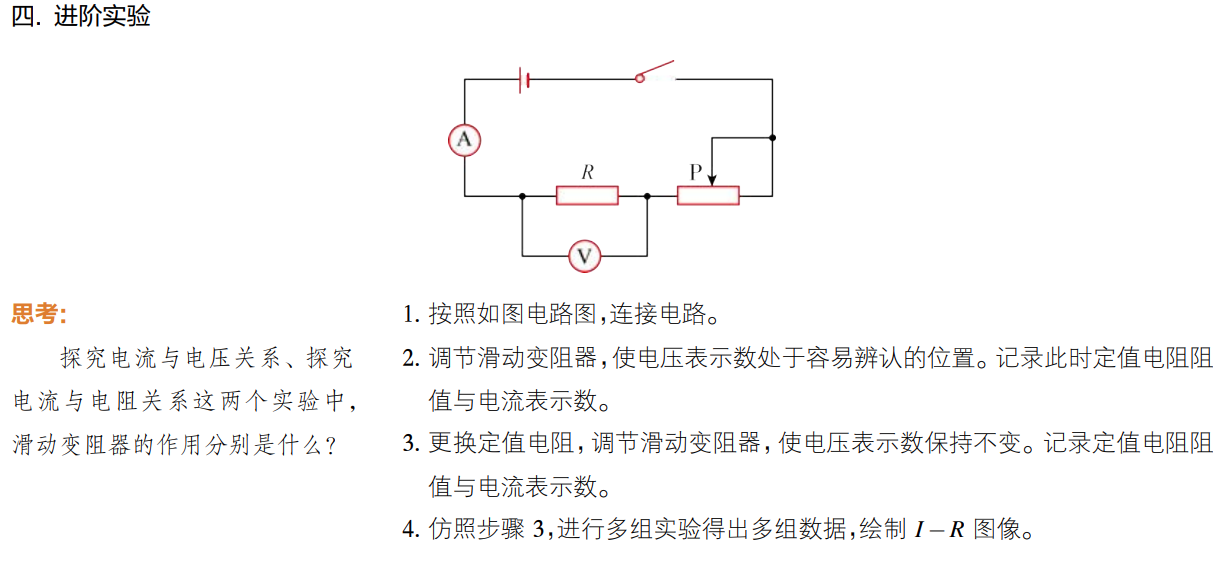 四. 进阶实验
A
R
P
V
思考:
探究电流与电压关系、探究
电流与电阻关系这两个实验中,
滑动变阻器的作用分别是什么?
1. 按照如图电路图,连接电路。
2. 调节滑动变阻器,使电压表示数处于容易辨认的位置。记录此时定值电阻阻
值与电流表示数。
3. 更换定值电阻,调节滑动变阻器,使电压表示数保持不变。记录定值电阻阻
值与电流表示数。
4. 仿照步骤 3,进行多组实验得出多组数据,绘制 I – R 图像。